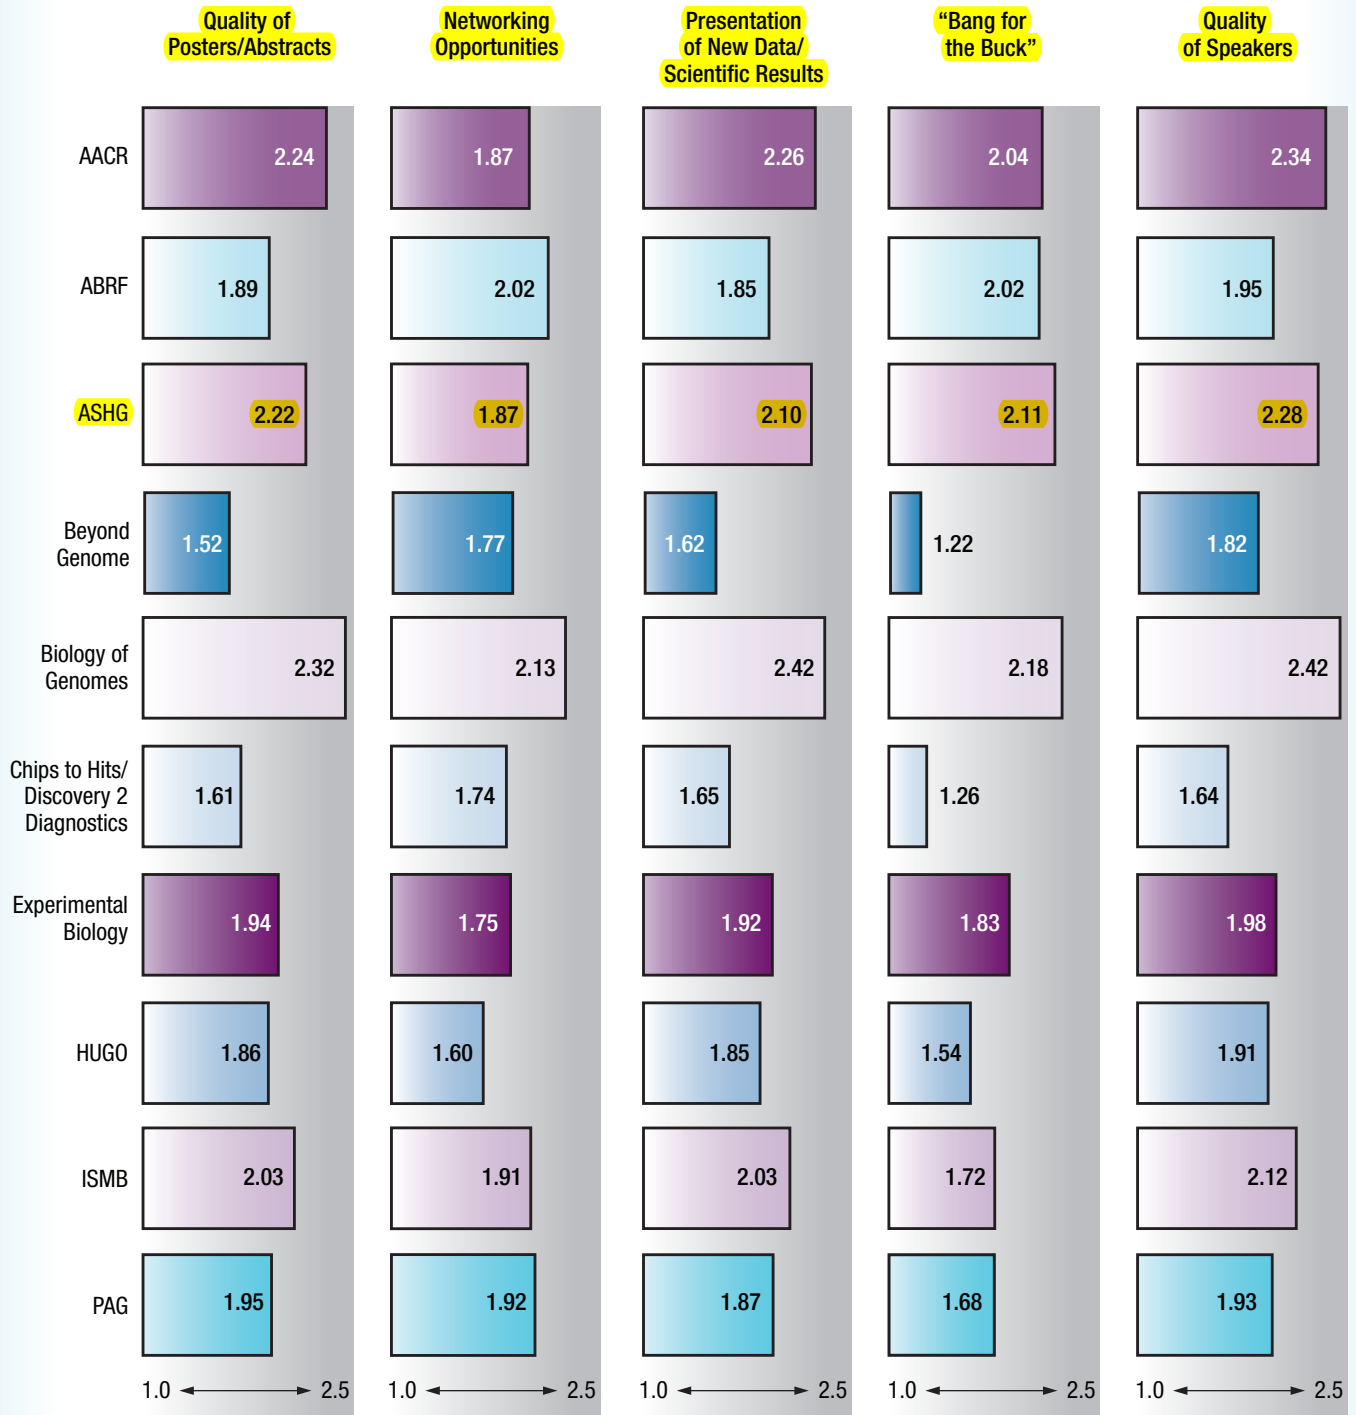 Quality of
Posters/Abstracts
Networking
Opportunities
Presentation
of New Data/
Scientific Results
“Bang for
the Buck”
Quality
of Speakers
AACR 2.24 1.87 2.26 2.04 2.34
ABRF 1.89 2.02 1.85 2.02 1.95
ASHG 2.22 1.87 2.10 2.11 2.28
Beyond
Genome 1.52 1.77 1.62 1.22 1.82
Biology of
Genomes 2.32 2.13 2.42 2.18 2.42
Chips to Hits/
Discovery 2
Diagnostics
1.61 1.74 1.65 1.26 1.64
Experimental
Biology 1.94 1.75 1.92 1.83 1.98
HUGO 1.86 1.60 1.85 1.54 1.91
ISMB 2.03 1.91 2.03 1.72 2.12
PAG 1.95 1.92 1.87 1.68 1.93
1.0 2.5 1.0 2.5 1.0 2.5 1.0 2.5 1.0 2.5